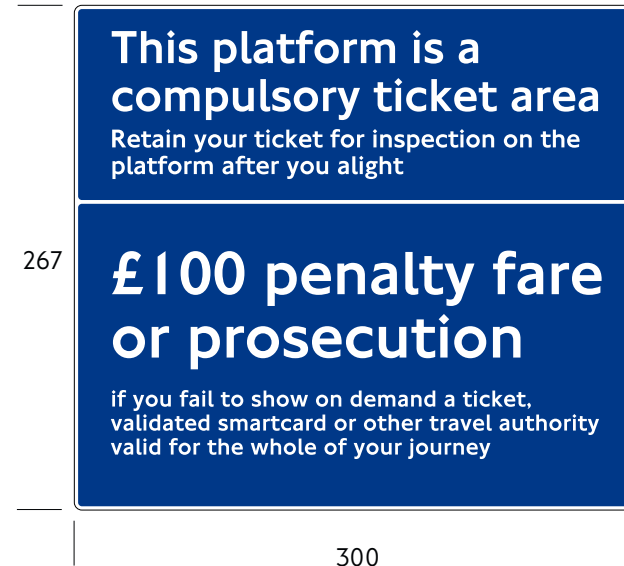 This platform is a
compulsory ticket area
Retain your ticket for inspection on the
platform after you alight
267
£100 penalty fare
or prosecution
if you fail to show on demand a ticket,
validated smartcard or other travel authority
valid for the whole of your journey
300